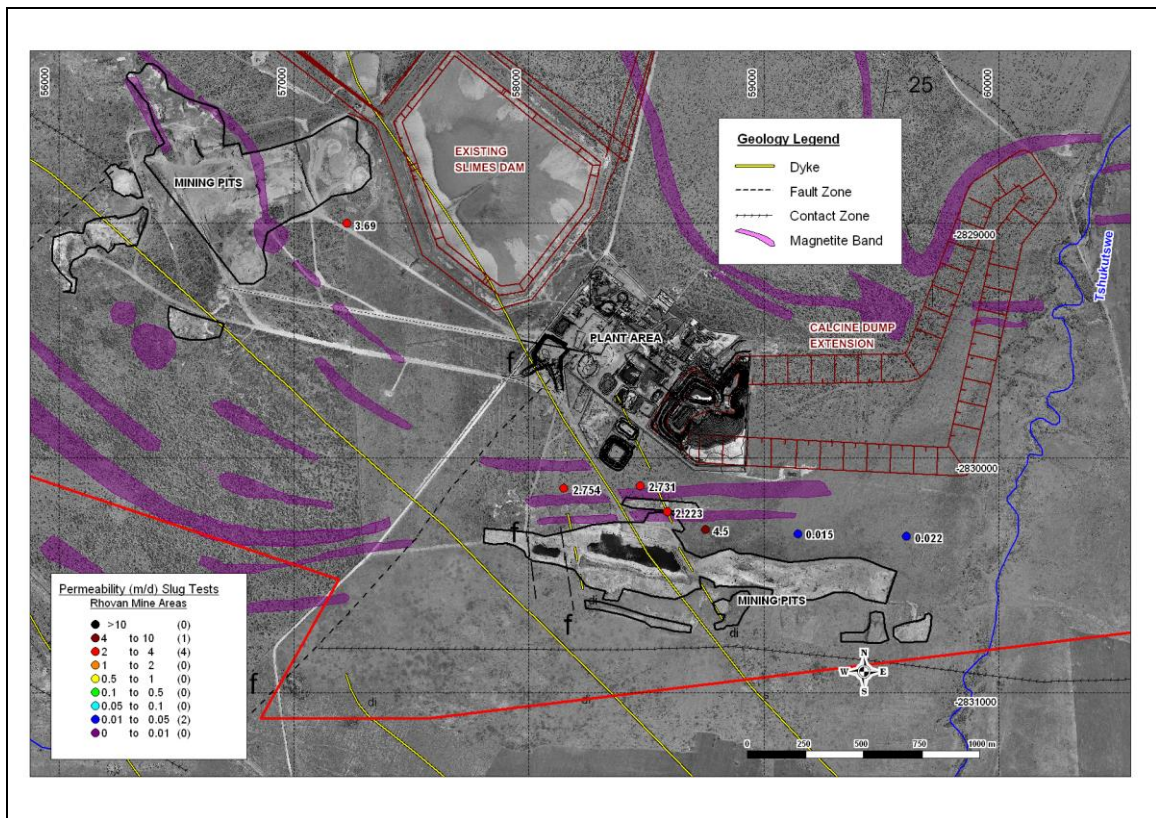 56000
57000
58000
59000
60000
25
Geology Legend
Dyke
Fault Zone
Contact Zone
Magnetite Band
EXISTING
SLIMES DAM
MINING PITS
3.69
-2829000
Tshukutswe
CALCINE DUMP
EXTENSION
PLANT AREA
f
-2830000
2.754
2.731
2.223
4.5
0.015
0.022
f
Permeability (m/d) Slug Tests
Rhovan Mine Areas
>10 (0)
4 to 10 (1)
2 to 4 (4)
1 to 2 (0)
0.5 to 1 (0)
0.1 to 0.5 (0)
0.05 to 0.1 (0)
0.01 to 0.05 (2)
0 to 0.01 (0)
MINING PITS
di
f
di
N
W E
S
f
di
di
-2831000
0 250 500 750 1000 m